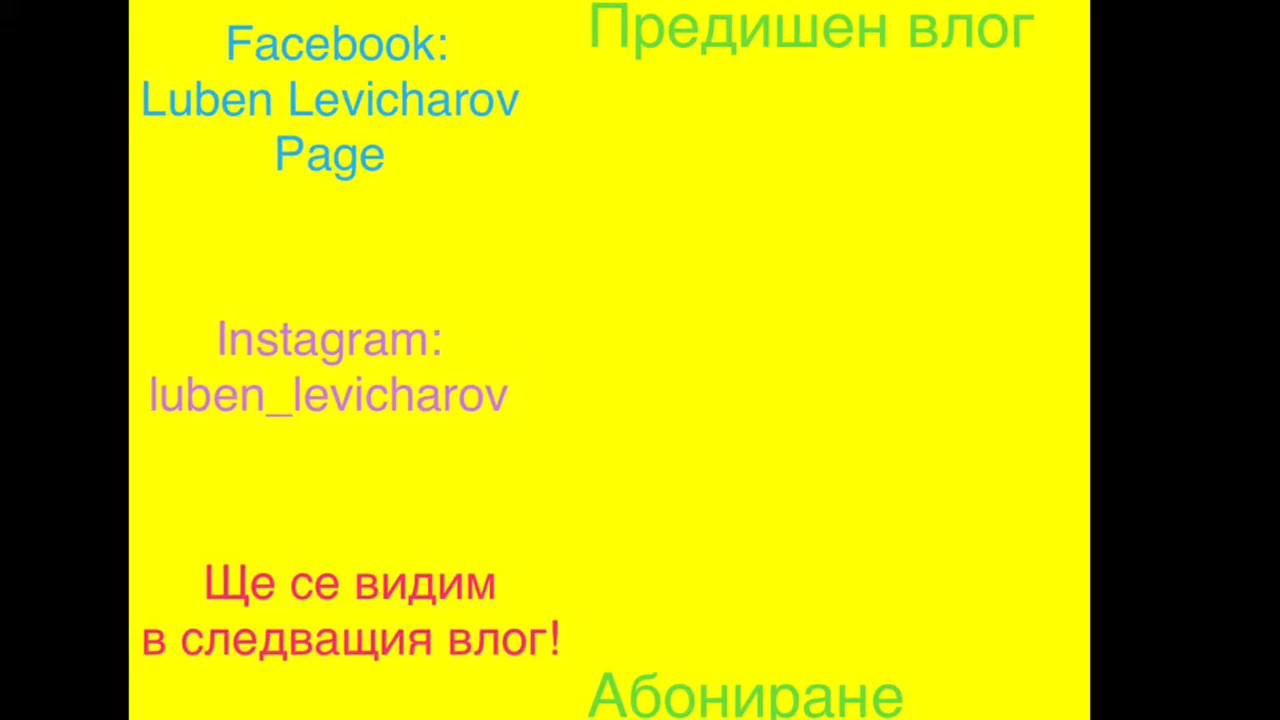 Facebook:
Luben Levicharov
Page
Instagram:
luben_levicharov
Ще се видим
в следващия влог!
Предишен влог
Абониране